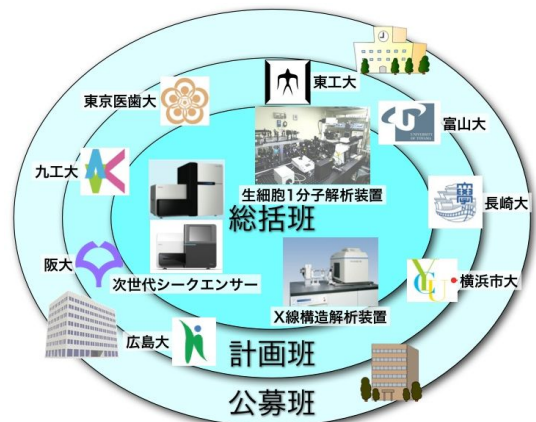 東工大
東京医歯大
富山大
九工大
生細胞1分子解析装置
総括班
長崎大
阪大
次世代シークエンサー
YCU
横浜市大
X線構造解析装置
広島大
計画班
公募班